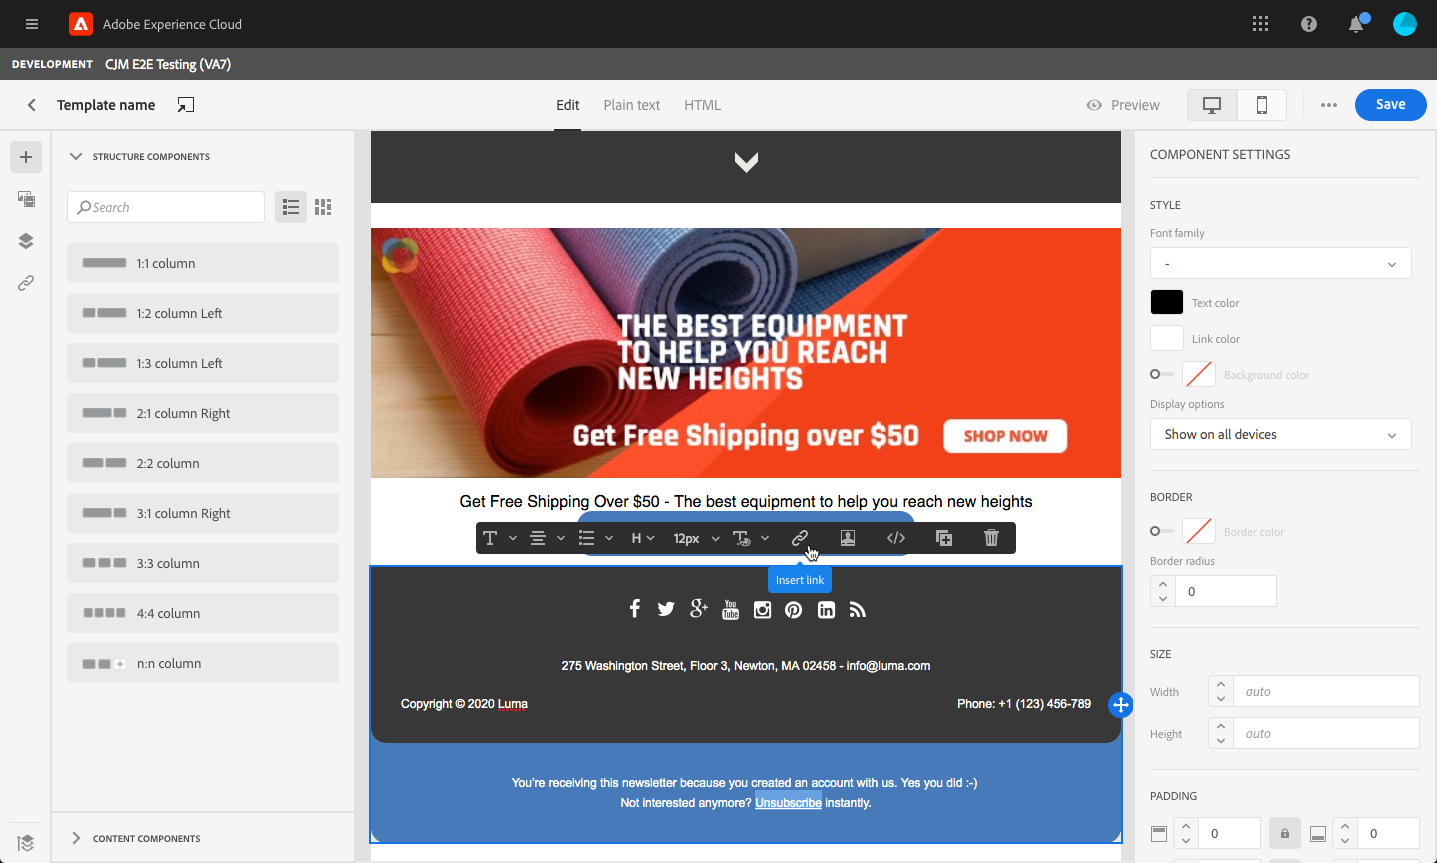 Adobe Experience Cloud
DEVELOPMENT CJM E2E Testing (VA7)
Template name
Edit Plain text HTML
Preview
Save
STRUCTURE COMPONENTS
Search
1:1 column
1:2 column Left
1:3 column Left
2:1 column Right
2:2 column
3:1 column Right
3:3 column
4:4 column
n:n column
CONTENT COMPONENTS
THE BEST EQUIPMENT
TO HELP YOU REACH
NEW HEIGHTS
Get Free Shipping over $50
SHOP NOW
Get Free Shipping Over $50 - The best equipment to help you reach new heights
T H 12px T </>
Insert link
You Tube
275 Washington Street, Floor 3, Newton, MA 02458 - info@luma.com
Copyright © 2020 Luma
Phone: +1 (123) 456-789
You're receiving this newsletter because you created an account with us. Yes you did :-)
Not interested anymore? Unsubscribe instantly.
COMPONENT SETTINGS
STYLE
Font family
-
Text color
Link color
Background color
Display options
Show on all devices
BORDER
Border color
Border radius
0
SIZE
Width auto
Height auto
PADDING
0 0